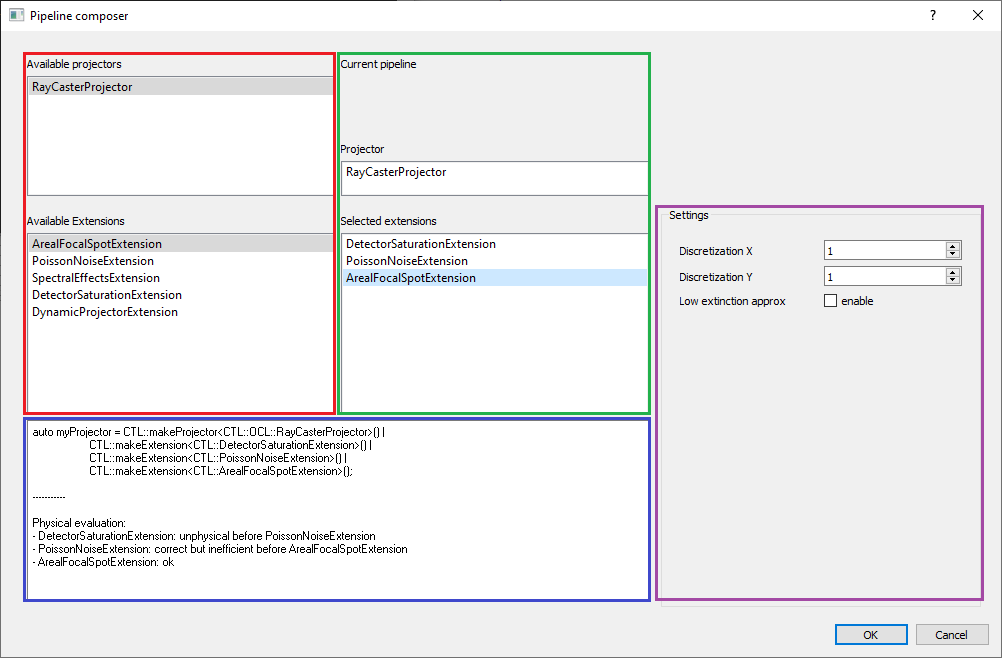 Pipeline composer
?
Available projectors
RayCasterProjector
Available Extensions
ArealFocalSpotExtension
PoissonNoiseExtension
SpectralEffectsExtension
DetectorSaturationExtension
DynamicProjectorExtension
Current pipeline
Projector
RayCasterProjector
Selected extensions
DetectorSaturationExtension
PoissonNoiseExtension
ArealFocalSpotExtension
auto myProjector = CTL::makeProjector<CTL::OCL::RayCasterProjector>() |
CTL::makeExtension<CTL::DetectorSaturationExtension>() |
CTL::makeExtension<CTL::PoissonNoiseExtension>() |
CTL::makeExtension<CTL::ArealFocalSpotExtension>();
-----------
Physical evaluation:
- DetectorSaturationExtension: unphysical before PoissonNoiseExtension
- PoissonNoiseExtension: correct but inefficient before ArealFocalSpotExtension
- ArealFocalSpotExtension: ok
Settings
Discretization X 1
Discretization Y 1
Low extinction approx enable
OK Cancel